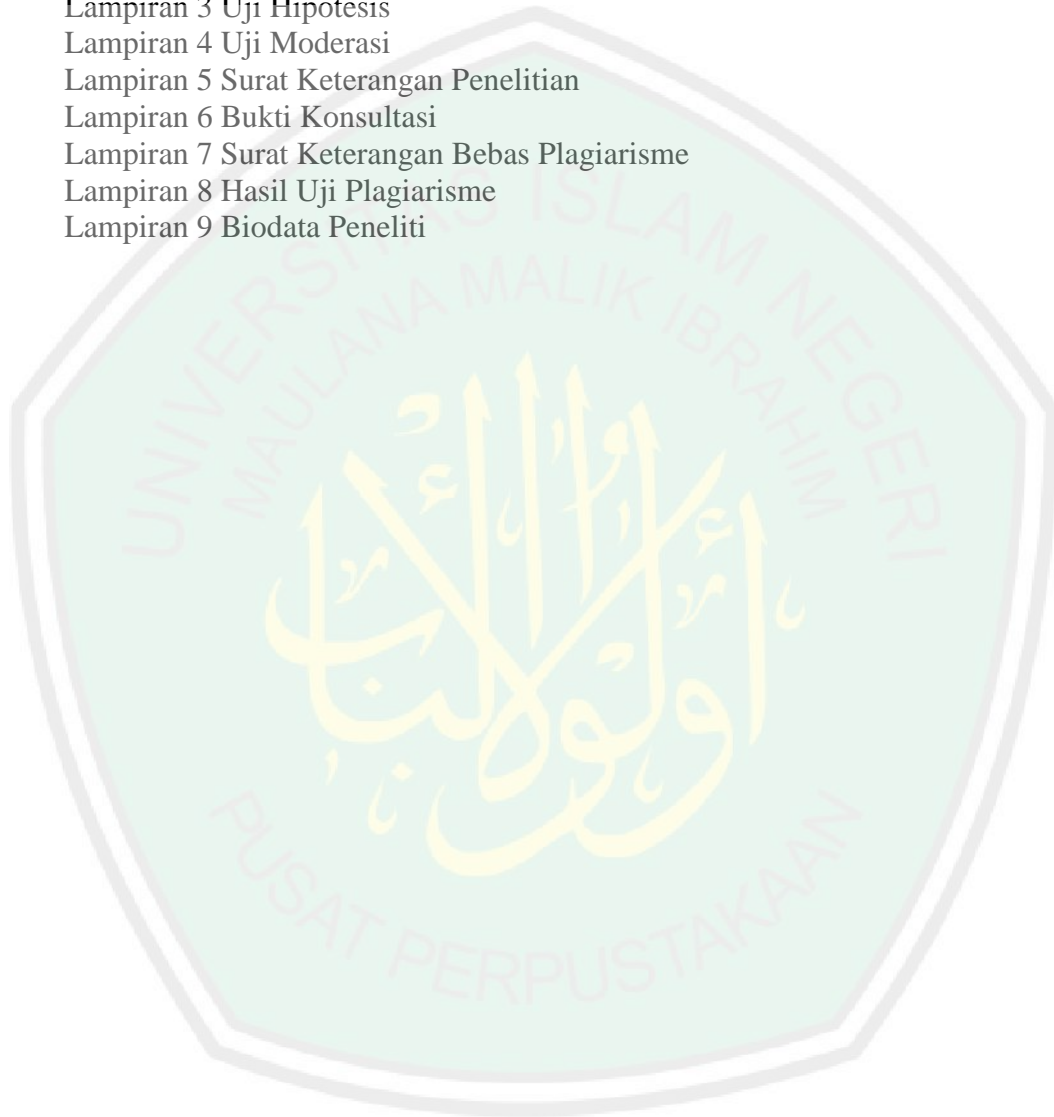 Lampiran 3 Uji Hipotesis
Lampiran 4 Uji Moderasi
Lampiran 5 Surat Keterangan Penelitian
Lampiran 6 Bukti Konsultasi
Lampiran 7 Surat Keterangan Bebas Plagiarisme
Lampiran 8 Hasil Uji Plagiarisme
Lampiran 9 Biodata Peneliti
UNIVERSITAS ISLAM NEGERI
MAULANA MALIK IBRAHIM
أولو الألباب
PUSAT PERPUSTAKAAN